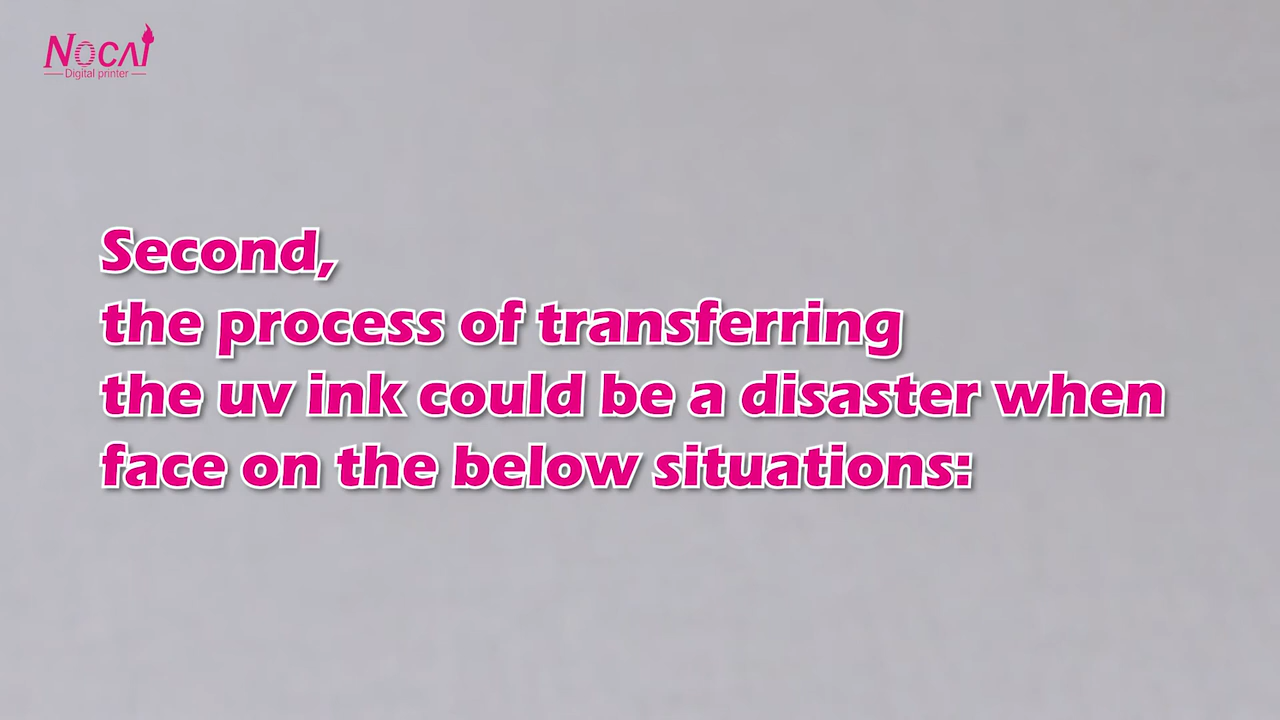 NOCAI
Digital printer
Second,
the process of transferring
the uv ink could be a disaster when
face on the below situations: